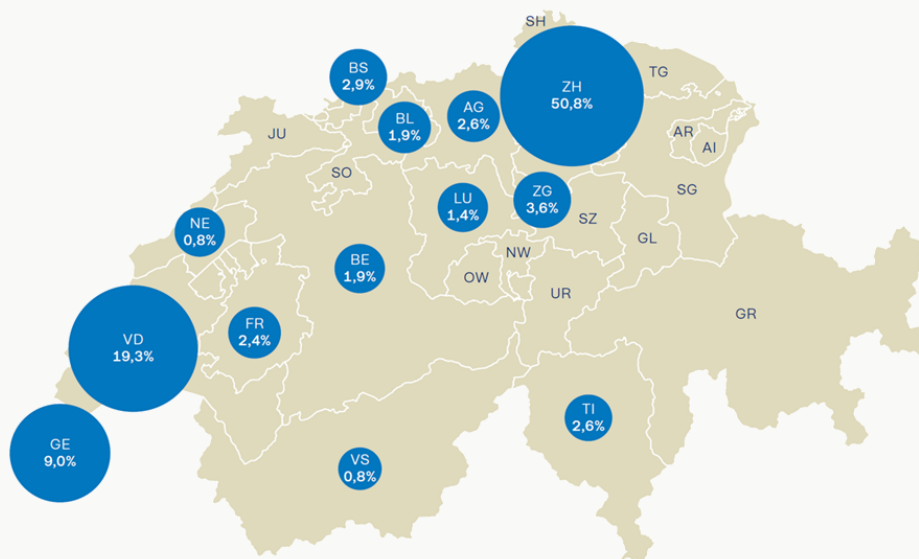 SH
BS
2,9%
TG
ZH
50,8%
AG
2,6%
BL
1,9%
JU
AR
AI
SO
SG
ZG
3,6%
LU
1,4%
SZ
NE
0,8%
GL
NW
BE
1,9%
OW
UR
GR
FR
2,4%
VD
19,3%
TI
2,6%
GE
9,0%
VS
0,8%